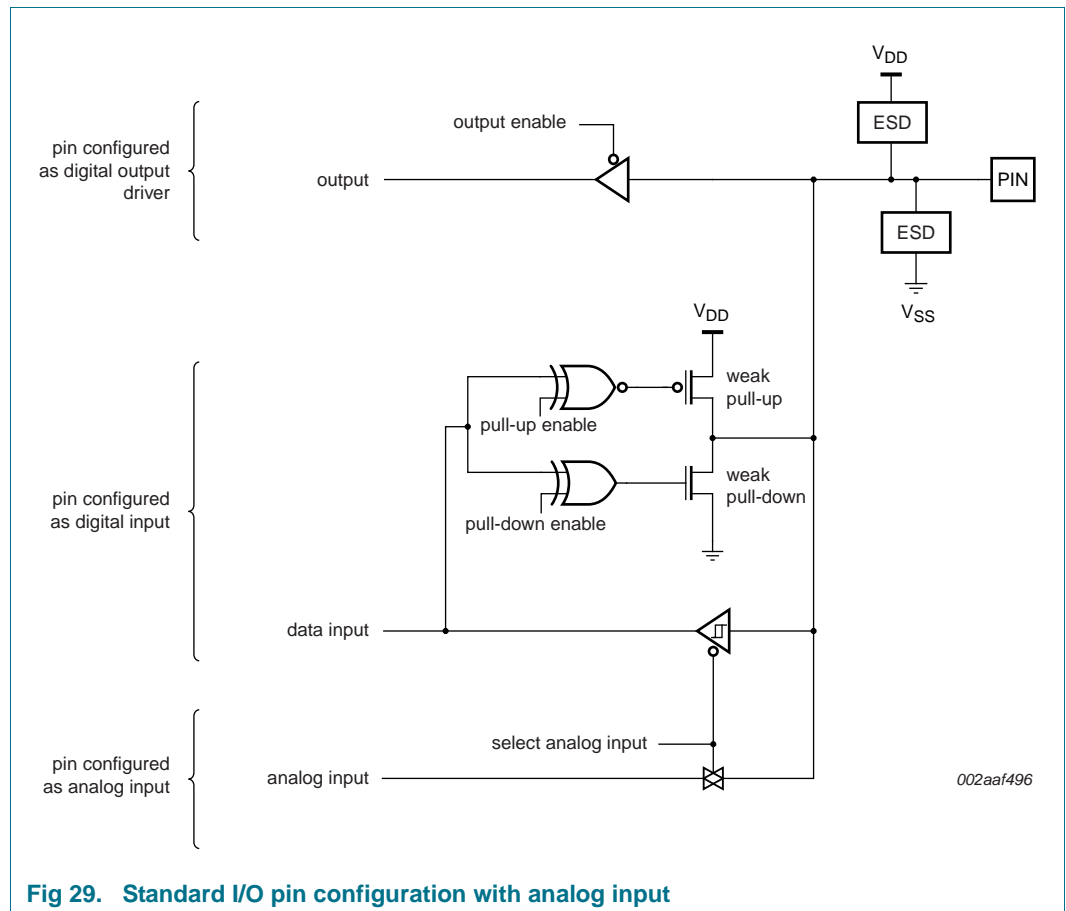 VDD
ESD
output enable
pin configured
as digital output
driver
output
PIN
ESD
VSS
VDD
weak
pull-up
pull-up enable
weak
pull-down
pull-down enable
pin configured
as digital input
data input
select analog input
pin configured
as analog input
analog input
002aaf496
Fig 29. Standard I/O pin configuration with analog input